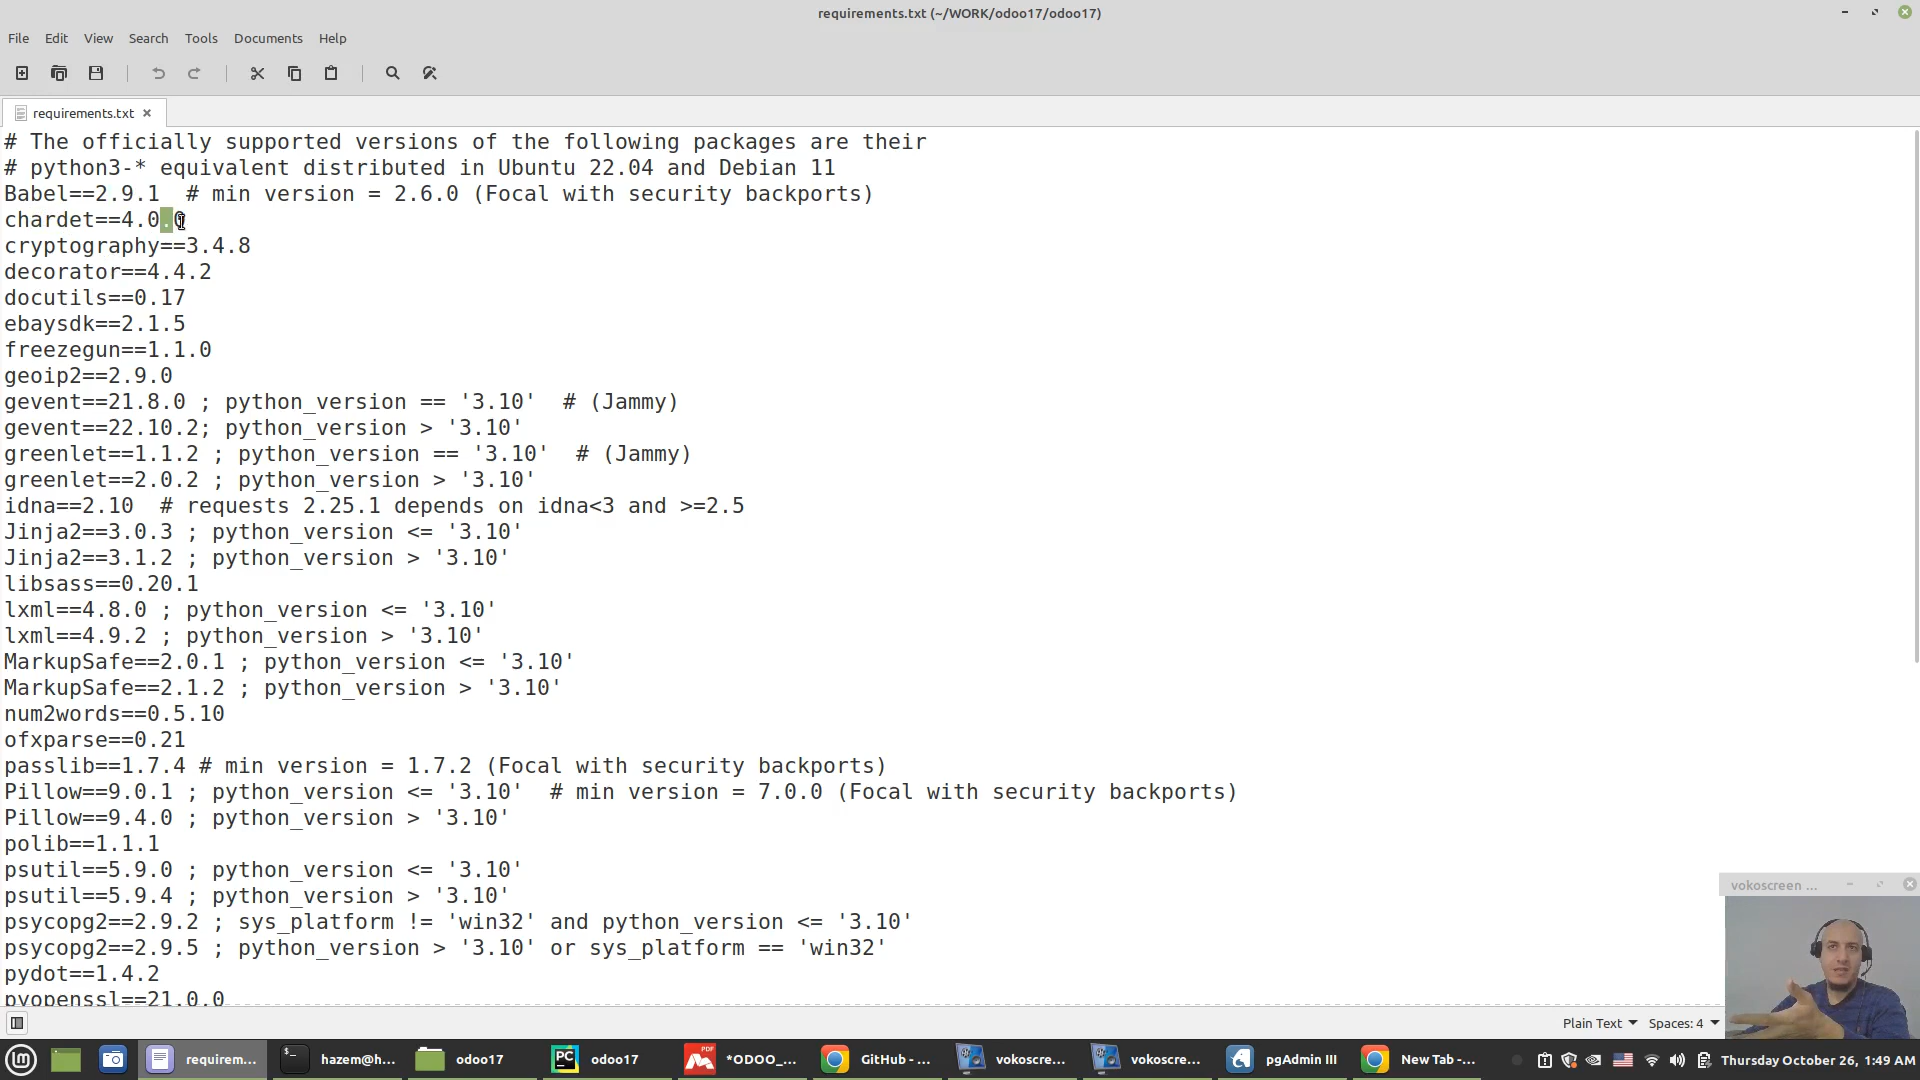 requirements.txt (~/WORK/odoo17/odoo17)
File Edit View Search Tools Documents Help
requirements.txt
# The officially supported versions of the following packages are their
# python3-* equivalent distributed in Ubuntu 22.04 and Debian 11
Babel==2.9.1  # min version = 2.6.0 (Focal with security backports)
chardet==4.0.0
cryptography==3.4.8
decorator==4.4.2
docutils==0.17
ebaysdk==2.1.5
freezegun==1.1.0
geoip2==2.9.0
gevent==21.8.0 ; python_version == '3.10'  # (Jammy)
gevent==22.10.2; python_version > '3.10'
greenlet==1.1.2 ; python_version == '3.10'  # (Jammy)
greenlet==2.0.2 ; python_version > '3.10'
idna==2.10  # requests 2.25.1 depends on idna<3 and >=2.5
Jinja2==3.0.3 ; python_version <= '3.10'
Jinja2==3.1.2 ; python_version > '3.10'
libsass==0.20.1
lxml==4.8.0 ; python_version <= '3.10'
lxml==4.9.2 ; python_version > '3.10'
MarkupSafe==2.0.1 ; python_version <= '3.10'
MarkupSafe==2.1.2 ; python_version > '3.10'
num2words==0.5.10
ofxparse==0.21
passlib==1.7.4 # min version = 1.7.2 (Focal with security backports)
Pillow==9.0.1 ; python_version <= '3.10'  # min version = 7.0.0 (Focal with security backports)
Pillow==9.4.0 ; python_version > '3.10'
polib==1.1.1
psutil==5.9.0 ; python_version <= '3.10'
psutil==5.9.4 ; python_version > '3.10'
psycopg2==2.9.2 ; sys_platform != 'win32' and python_version <= '3.10'
psycopg2==2.9.5 ; python_version > '3.10' or sys_platform == 'win32'
pydot==1.4.2
pyopenssl==21.0.0
vokoscreen ...
Plain Text Spaces: 4
requirem... hazem@h... odoo17 PC odoo17 PDF *ODOO_... GitHub - ... vokoscre... vokoscre... pgAdmin III New Tab -... Thursday October 26, 1:49 AM